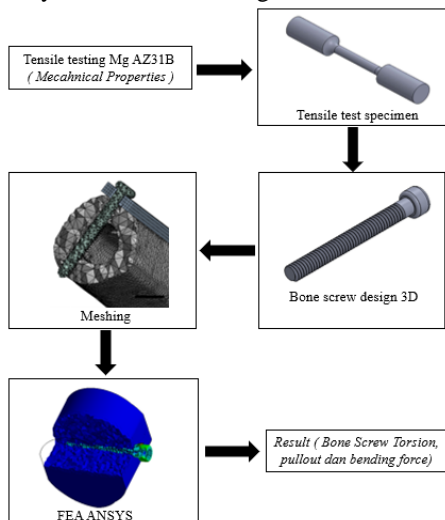 Tensile testing Mg AZ31B
( Mecahnical Properties )
Tensile test specimen
Bone screw design 3D
Meshing
FEA ANSYS
Result ( Bone Screw Torsion,
pullout dan bending force)